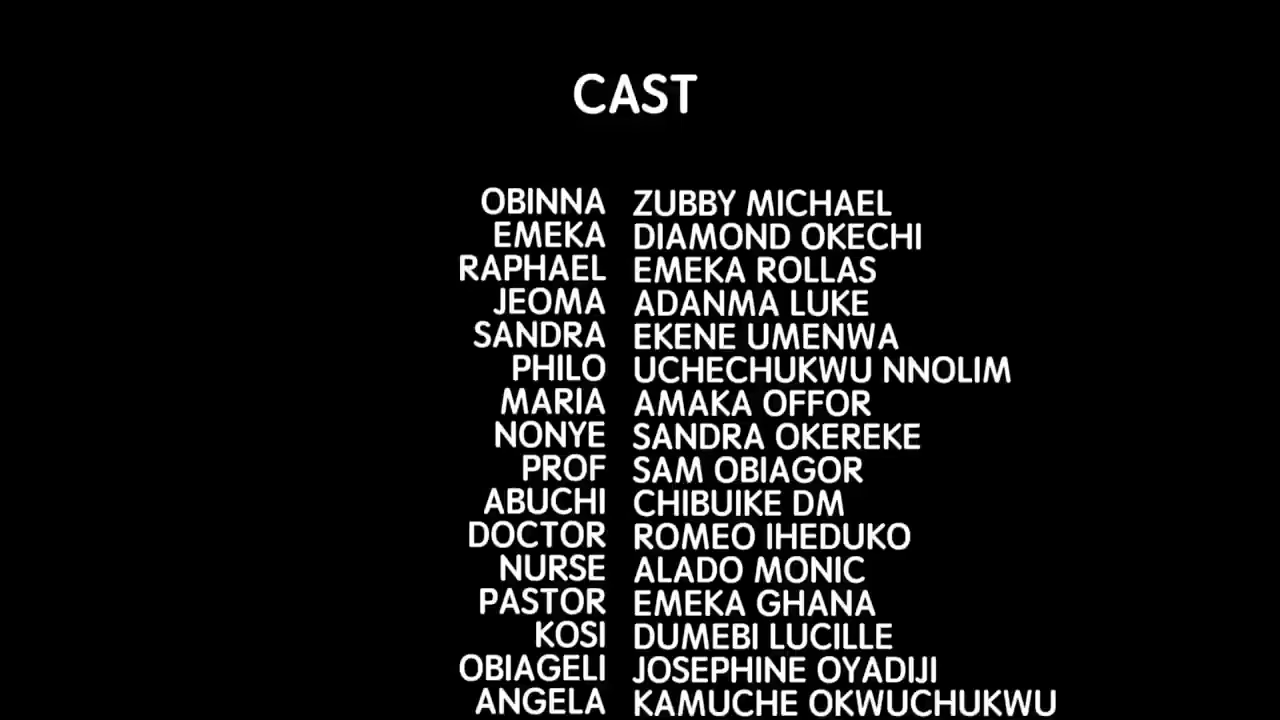 CAST
OBINNA ZUBBY MICHAEL
EMEKA DIAMOND OKECHI
RAPHAEL EMEKA ROLLAS
JEOMA ADANMA LUKE
SANDRA EKENE UMENWA
PHILO UCHECHUKWU NNOLIM
MARIA AMAKA OFFOR
NONYE SANDRA OKEREKE
PROF SAM OBIAGOR
ABUCHI CHIBUIKE DM
DOCTOR ROMEO IHEDUKO
NURSE ALADO MONIC
PASTOR EMEKA GHANA
KOSI DUMEBI LUCILLE
OBIAGELI JOSEPHINE OYADIJI
ANGELA KAMUCHE OKWUCHUKWU